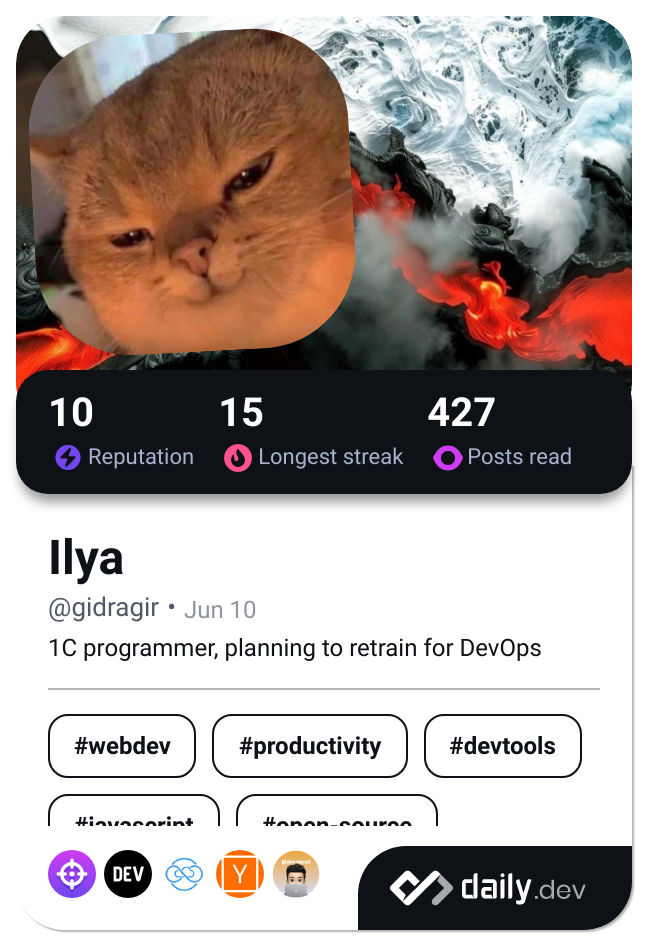 10 15 427
Reputation Longest streak Posts read
Ilya
@gidragir • Jun 10
1C programmer, planning to retrain for DevOps
#webdev #productivity #devtools
#javascript #open-source
DEV Y daily.dev